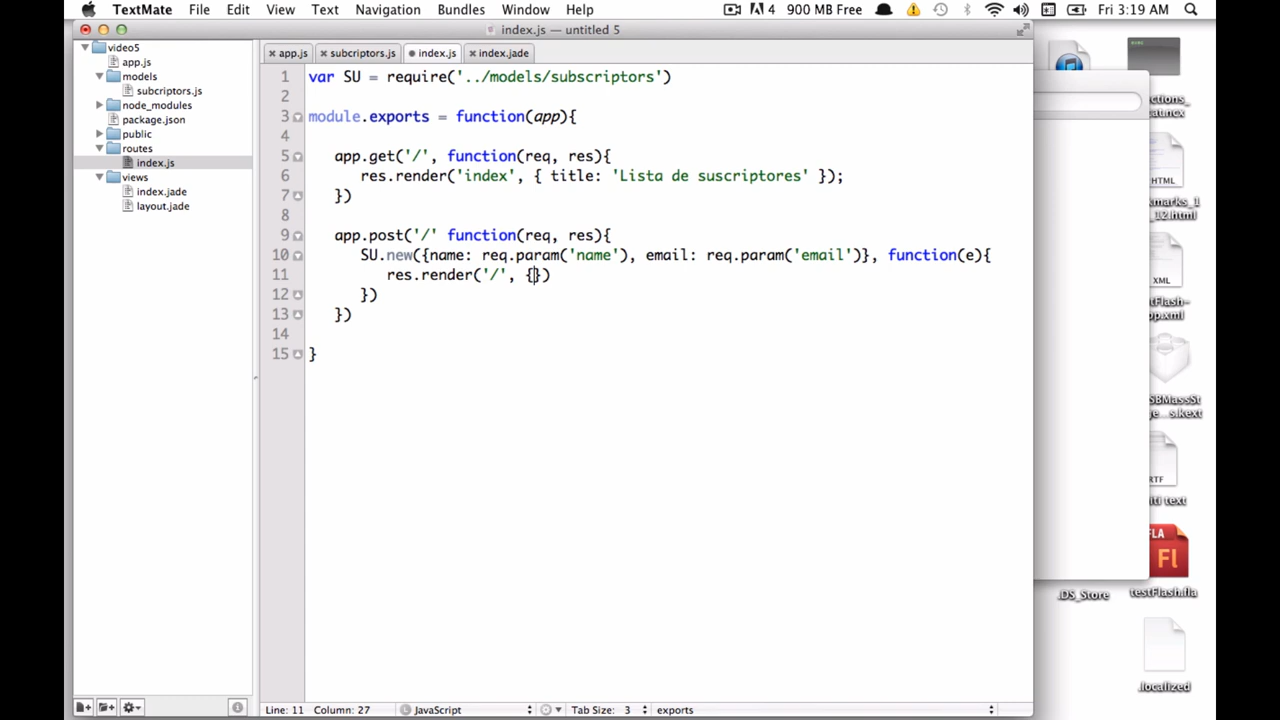 TextMate File Edit View Text Navigation Bundles Window Help 4 900 MB Free Fri 3:19 AM
index.js — untitled 5
app.js subcriptors.js index.js index.jade
video5
app.js
models
subcriptors.js
node_modules
package.json
public
routes
index.js
views
index.jade
layout.jade
1 var SU = require('../models/subscriptors')
2
3 module.exports = function(app){
4
5 app.get('/', function(req, res){
6 res.render('index', { title: 'Lista de suscriptores' });
7 })
8
9 app.post('/' function(req, res){
10 SU.new({name: req.param('name'), email: req.param('email')}, function(e){
11 res.render('/', {})
12 })
13 })
14
15 }
HTML
RTF
FLA
Fl
.DS_Store
testFlash.fla
.localized
Line: 11 Column: 27 JavaScript Tab Size: 3 exports